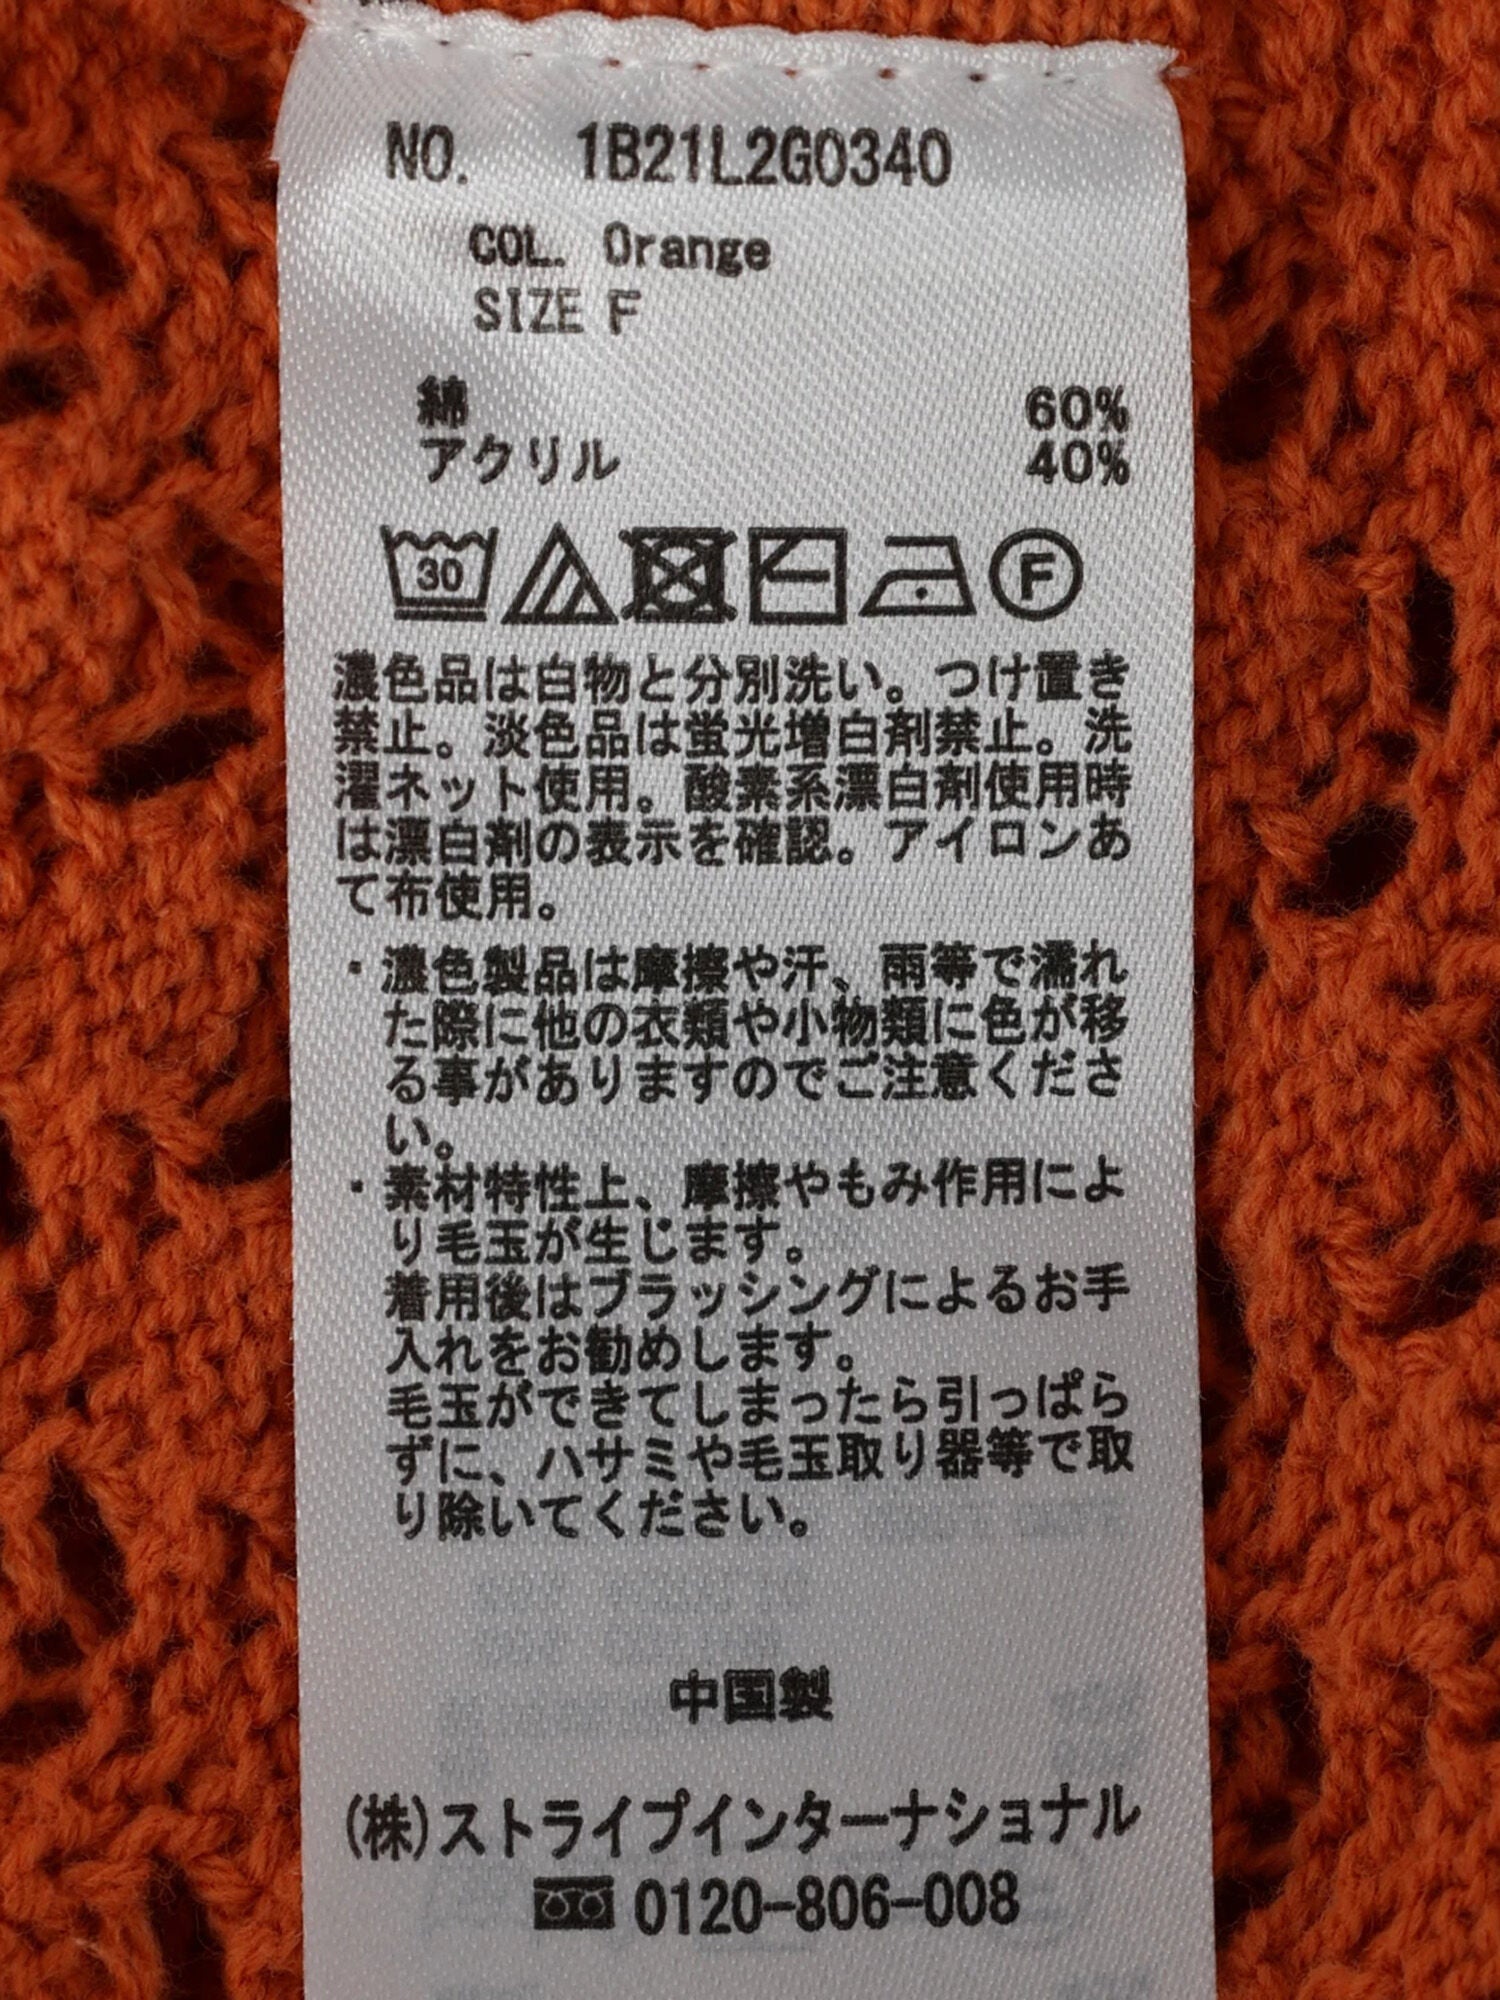 NO. 1B21L2G0340
COL. Orange
SIZE F
綿 60%
アクリル 40%
30
F
濃色品は白物と分別洗い。つけ置き
禁止。淡色品は蛍光増白剤禁止。洗
濯ネット使用。酸素系漂白剤使用時
は漂白剤の表示を確認。アイロンあ
て布使用。
・濃色製品は摩擦や汗、雨等で濡れ
た際に他の衣類や小物類に色が移
る事がありますのでご注意くださ
い。
・素材特性上、摩擦やもみ作用によ
り毛玉が生じます。
着用後はブラッシングによるお手
入れをお勧めします。
毛玉ができてしまったら引っぱら
ずに、ハサミや毛玉取り器等で取
り除いてください。
中国製
(株)ストライプインターナショナル
0120-806-008